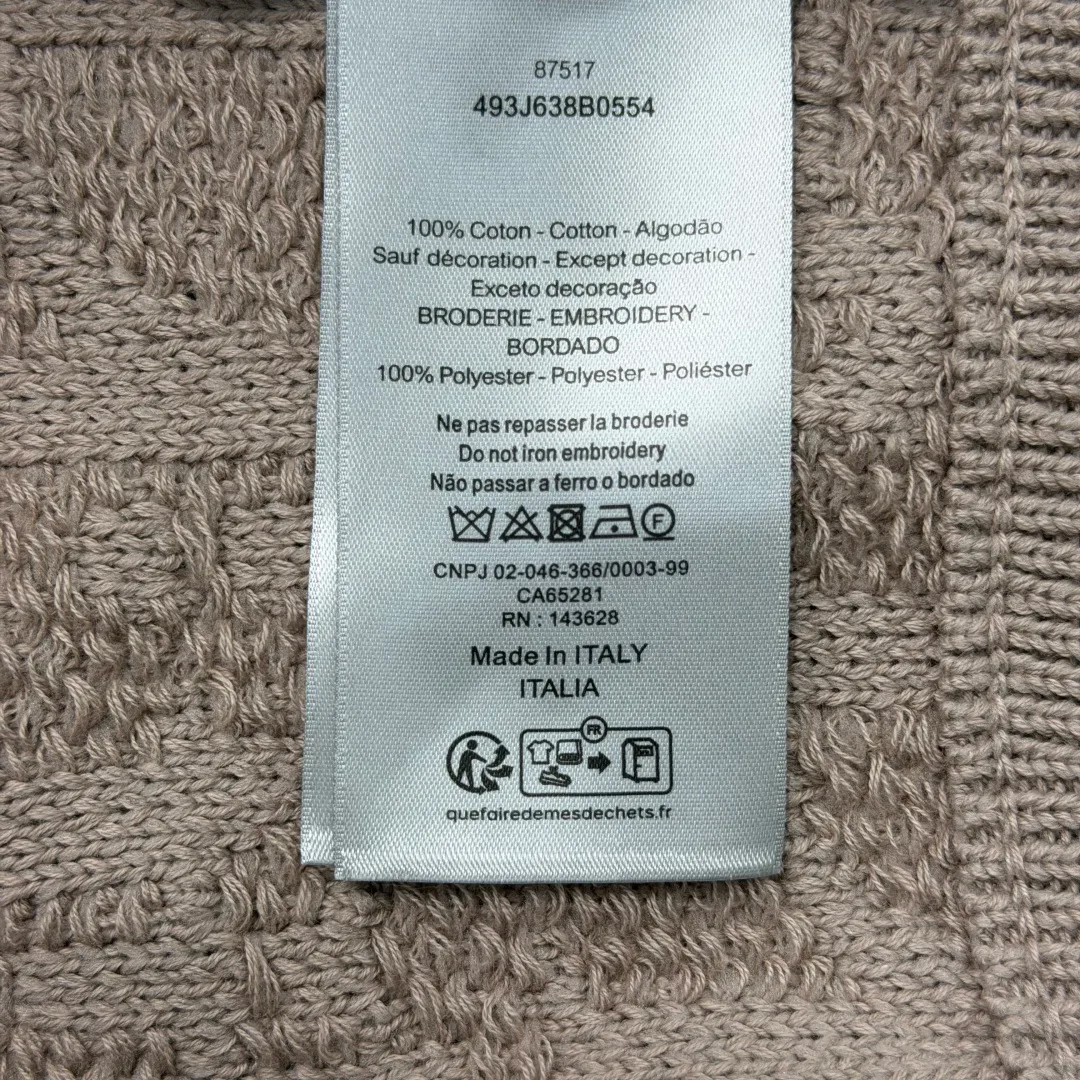 87517
493J638B0554
100% Coton - Cotton - Algodão
Sauf décoration - Except decoration -
Exceto decoração
BRODERIE - EMBROIDERY -
BORDADO
100% Polyester - Polyester - Poliéster
Ne pas repasser la broderie
Do not iron embroidery
Não passar a ferro o bordado
F
CNPJ 02-046-366/0003-99
CA65281
RN : 143628
Made In ITALY
ITALIA
FR
quefairedemesdechets.fr